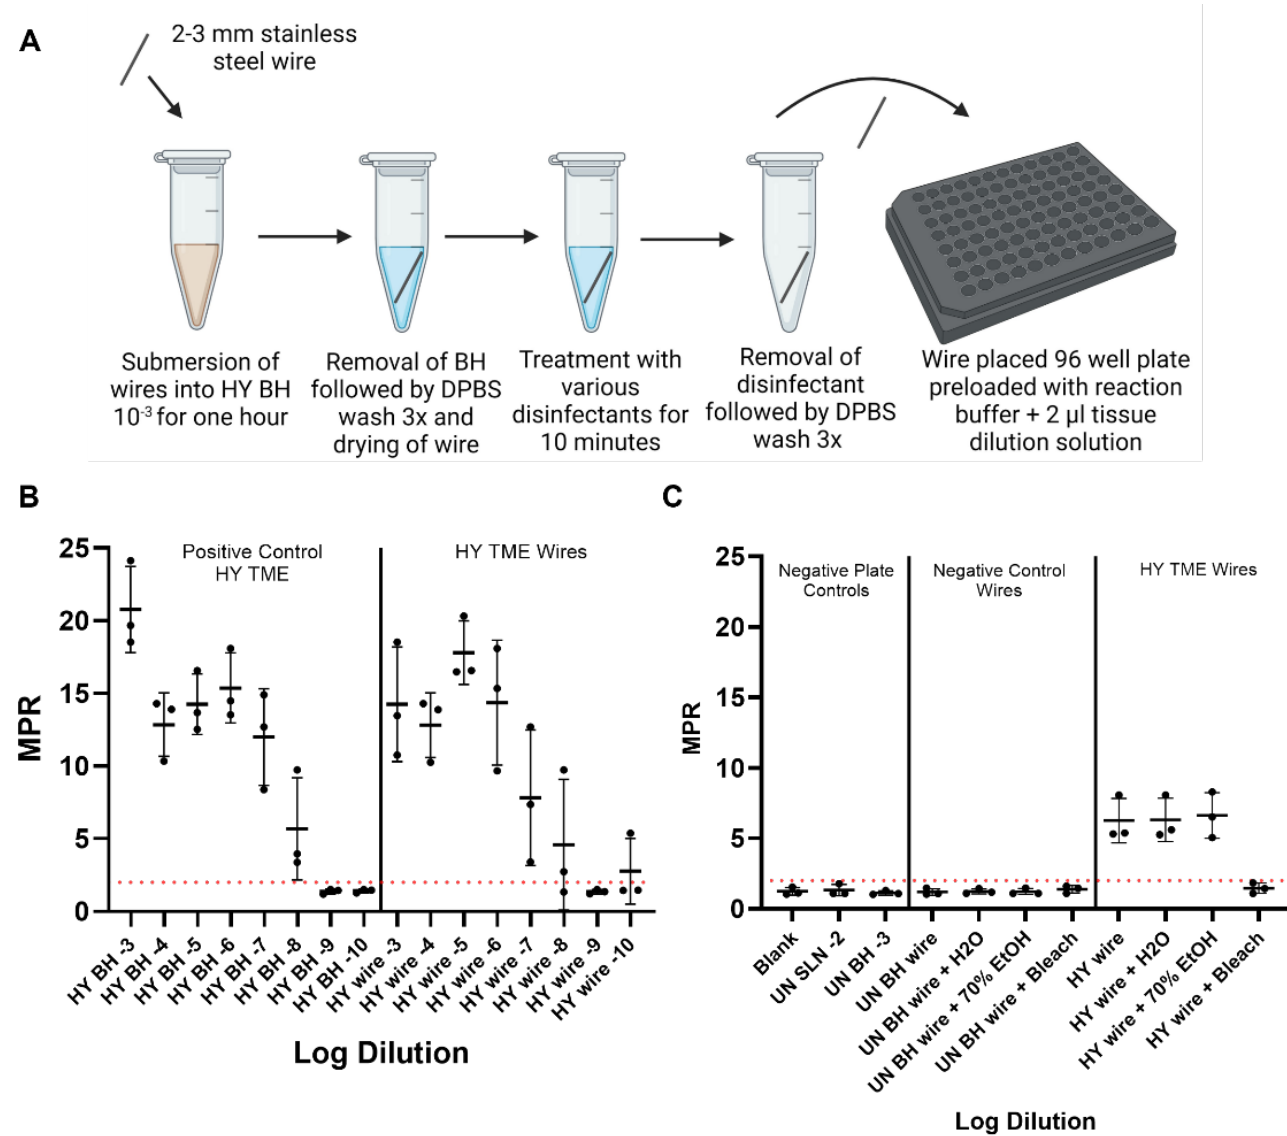 A
2-3 mm stainless
steel wire
Submersion of
wires into HY BH
10⁻³ for one hour
Removal of BH
followed by DPBS
wash 3x and
drying of wire
Treatment with
various
disinfectants for
10 minutes
Removal of
disinfectant
followed by DPBS
wash 3x
Wire placed 96 well plate
preloaded with reaction
buffer + 2 µl tissue
dilution solution
B
Positive Control
HY TME
HY TME Wires
MPR
25
20
15
10
5
0
HY BH -3
HY BH -4
HY BH -5
HY BH -6
HY BH -7
HY BH -8
HY BH -9
HY BH -10
HY wire -3
HY wire -4
HY wire -5
HY wire -6
HY wire -7
HY wire -8
HY wire -9
HY wire -10
Log Dilution
C
Negative Plate
Controls
Negative Control
Wires
HY TME Wires
MPR
25
20
15
10
5
0
Blank
UN SLN -2
UN BH -3
UN BH wire
UN BH wire + H2O
UN BH wire + 70% EtOH
UN BH wire + Bleach
HY wire
HY wire + H2O
HY wire + 70% EtOH
HY wire + Bleach
Log Dilution